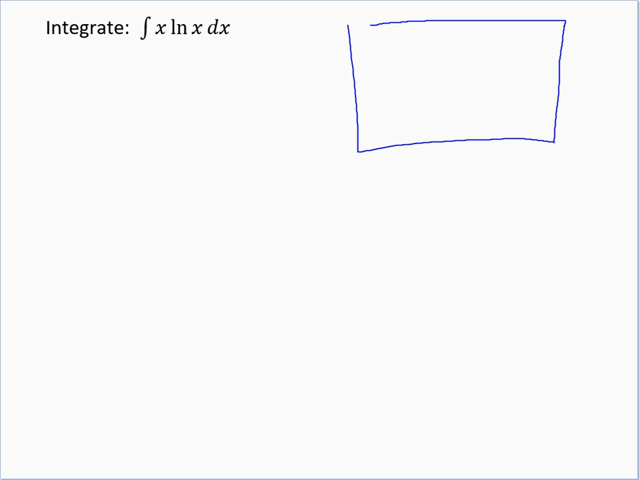 Integrate: ∫ x ln x dx